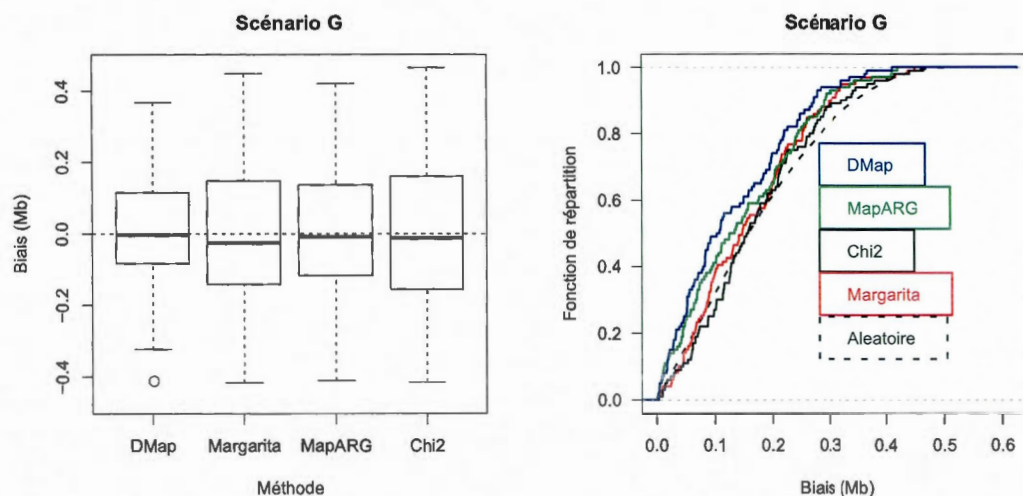 Scénario G
Biais (Mb)
0.4
0.2
0.0
−0.2
−0.4
DMap
Margarita
MapARG
Chi2
Méthode
Scénario G
Fonction de répartition
1.0
0.8
0.6
0.4
0.2
0.0
DMap
MapARG
Chi2
Margarita
Aleatoire
0.0 0.1 0.2 0.3 0.4 0.5 0.6
Biais (Mb)